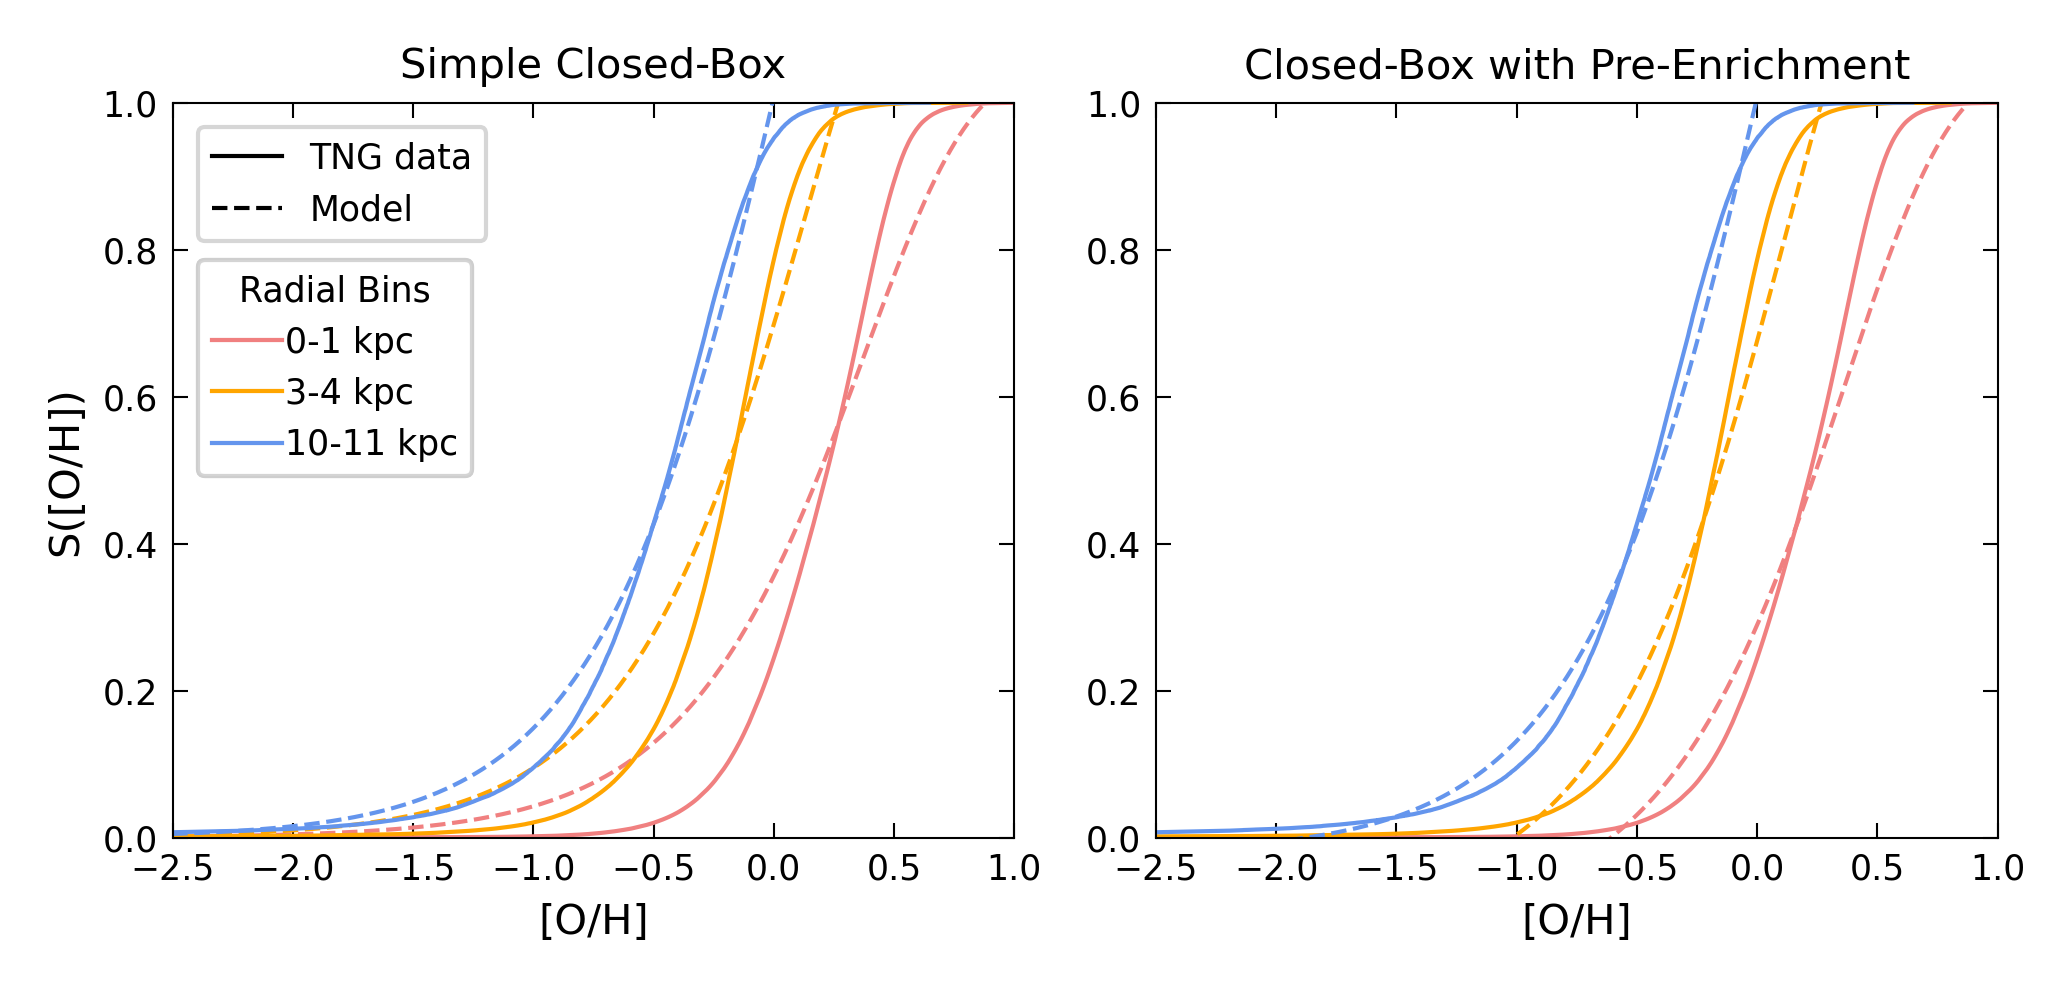 Simple Closed-Box
1.0
0.8
0.6
0.4
0.2
0.0
S([O/H])
TNG data
Model
Radial Bins
0-1 kpc
3-4 kpc
10-11 kpc
−2.5 −2.0 −1.5 −1.0 −0.5 0.0 0.5 1.0
[O/H]
Closed-Box with Pre-Enrichment
1.0
0.8
0.6
0.4
0.2
0.0
−2.5 −2.0 −1.5 −1.0 −0.5 0.0 0.5 1.0
[O/H]